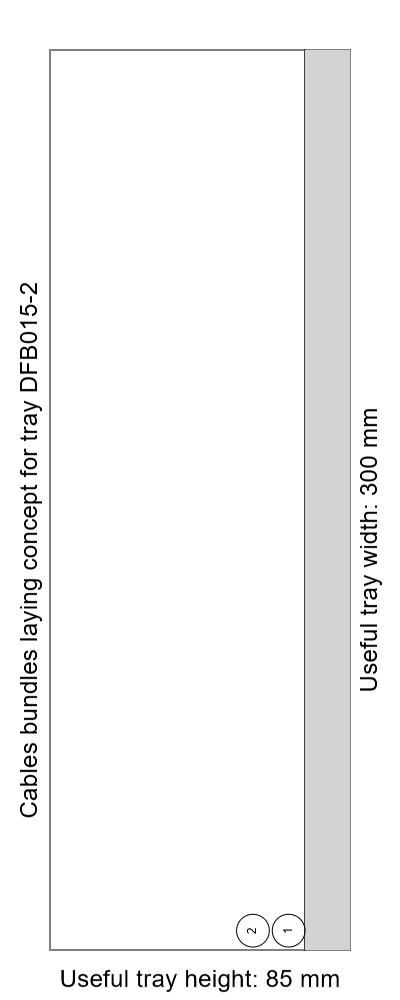 Cables bundles laying concept for tray DFB015-2
Useful tray width: 300 mm
2
1
Useful tray height: 85 mm